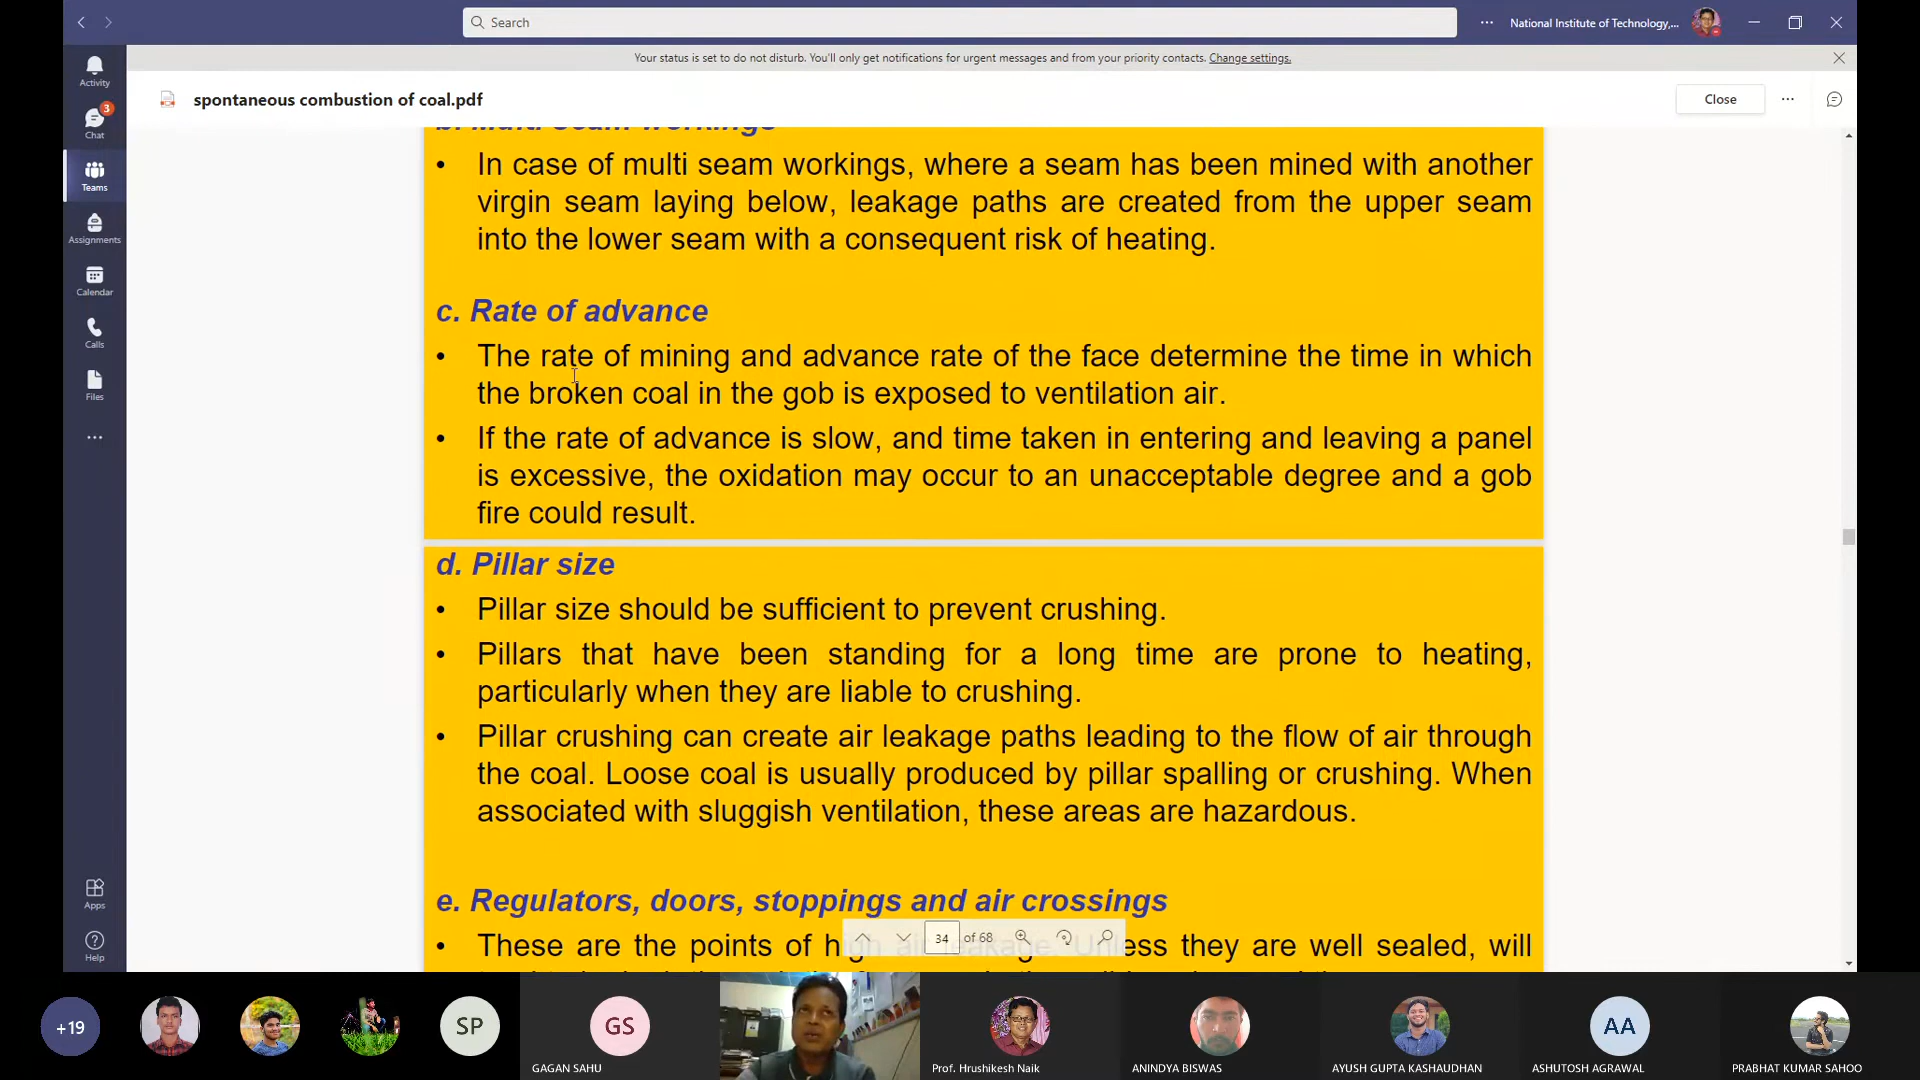 Search
National Institute of Technology,...
Your status is set to do not disturb. You'll only get notifications for urgent messages and from your priority contacts. Change settings.
Activity
3
Chat
Teams
Assignments
Calendar
Calls
Files
Apps
Help
spontaneous combustion of coal.pdf
Close
b. Multi seam workings
• In case of multi seam workings, where a seam has been mined with another
virgin seam laying below, leakage paths are created from the upper seam
into the lower seam with a consequent risk of heating.
c. Rate of advance
• The rate of mining and advance rate of the face determine the time in which
the broken coal in the gob is exposed to ventilation air.
• If the rate of advance is slow, and time taken in entering and leaving a panel
is excessive, the oxidation may occur to an unacceptable degree and a gob
fire could result.
d. Pillar size
• Pillar size should be sufficient to prevent crushing.
• Pillars that have been standing for a long time are prone to heating,
particularly when they are liable to crushing.
• Pillar crushing can create air leakage paths leading to the flow of air through
the coal. Loose coal is usually produced by pillar spalling or crushing. When
associated with sluggish ventilation, these areas are hazardous.
e. Regulators, doors, stoppings and air crossings
• These are the points of high air leakage. Unless they are well sealed, will
34 of 68
+19
SP
GS
GAGAN SAHU
Prof. Hrushikesh Naik
ANINDYA BISWAS
AYUSH GUPTA KASHAUDHAN
AA
ASHUTOSH AGRAWAL
PRABHAT KUMAR SAHOO